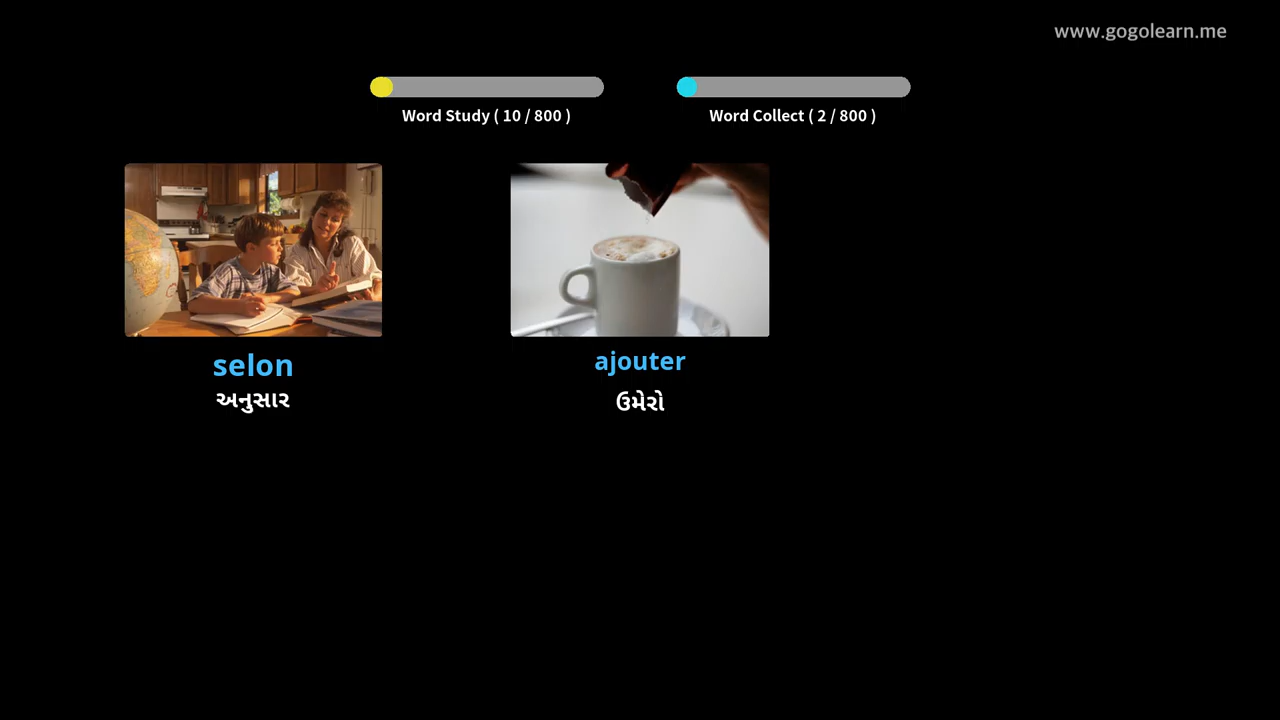 www.gogolearn.me
Word Study ( 10 / 800 )
Word Collect ( 2 / 800 )
selon
અનુસાર
ajouter
ઉમેરો